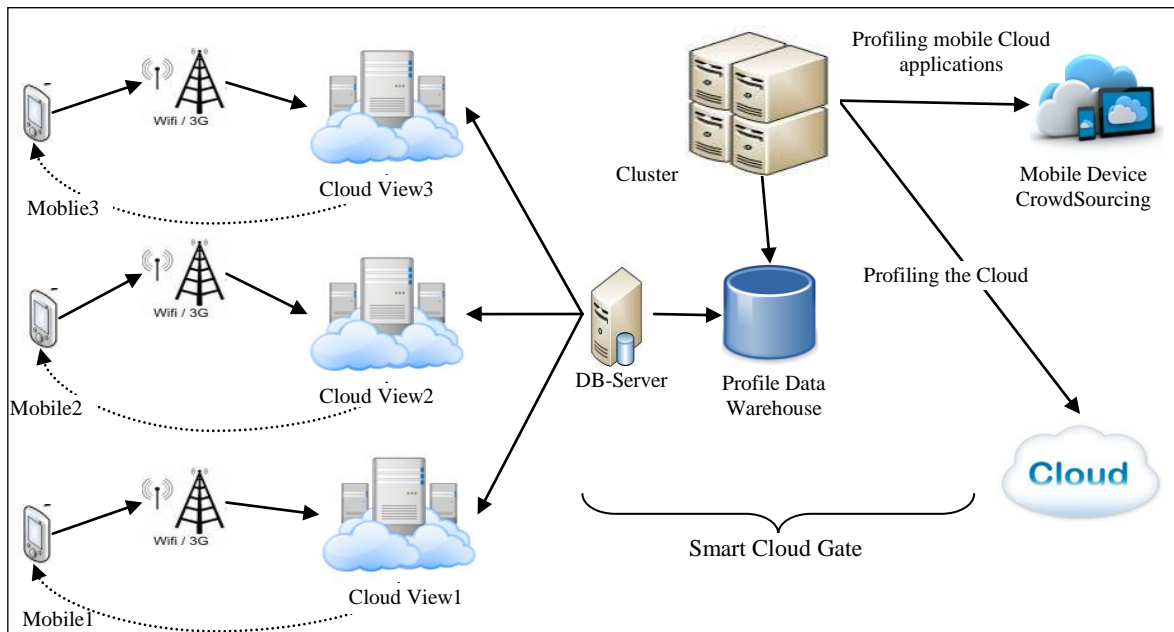 Wifi / 3G
Cloud View3
Moblie3
Wifi / 3G
Cloud View2
Mobile2
Wifi / 3G
Cloud View1
Mobile1
Cluster
DB-Server
Profile Data
Warehouse
Smart Cloud Gate
Profiling mobile Cloud
applications
Mobile Device
CrowdSourcing
Profiling the Cloud
Cloud